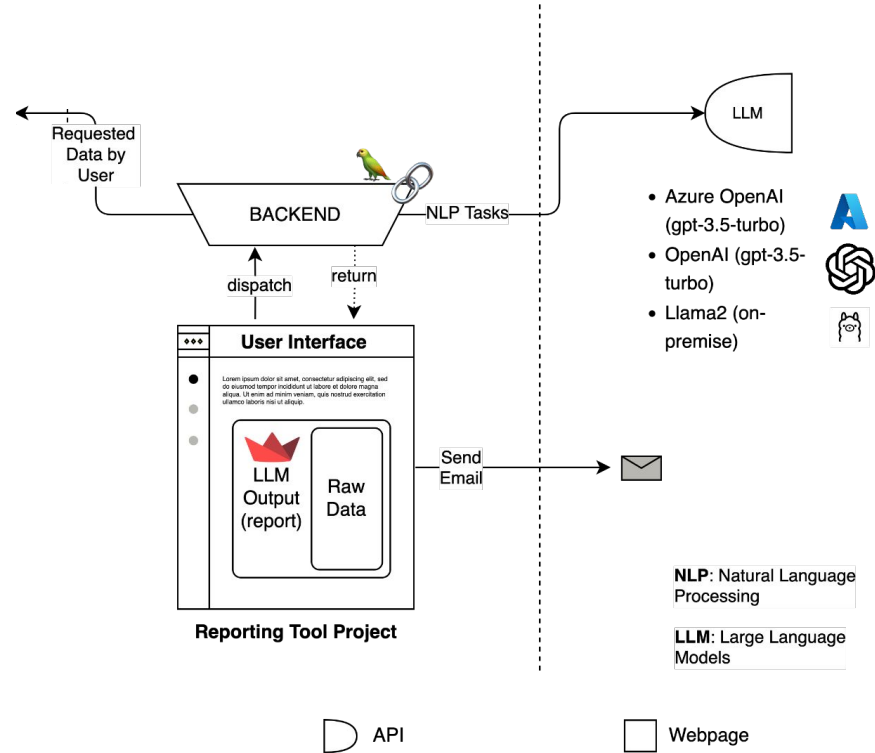 Requested
Data by
User
BACKEND
NLP Tasks
LLM
• Azure OpenAI
(gpt-3.5-turbo)
• OpenAI (gpt-3.5-
turbo)
• Llama2 (on-
premise)
dispatch
return
User Interface
Lorem ipsum dolor sit amet, consectetur adipiscing elit, sed
do eiusmod tempor incididunt ut labore et dolore magna
aliqua. Ut enim ad minim veniam, quis nostrud exercitation
ullamco laboris nisi ut aliquip.
LLM
Output
(report)
Raw
Data
Send
Email
Reporting Tool Project
NLP: Natural Language
Processing
LLM: Large Language
Models
API
Webpage